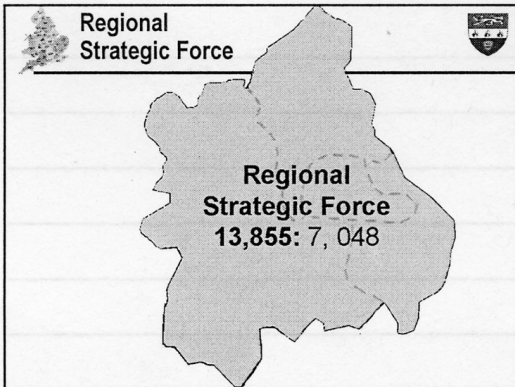 Regional
Strategic Force
Regional
Strategic Force
13,855: 7, 048